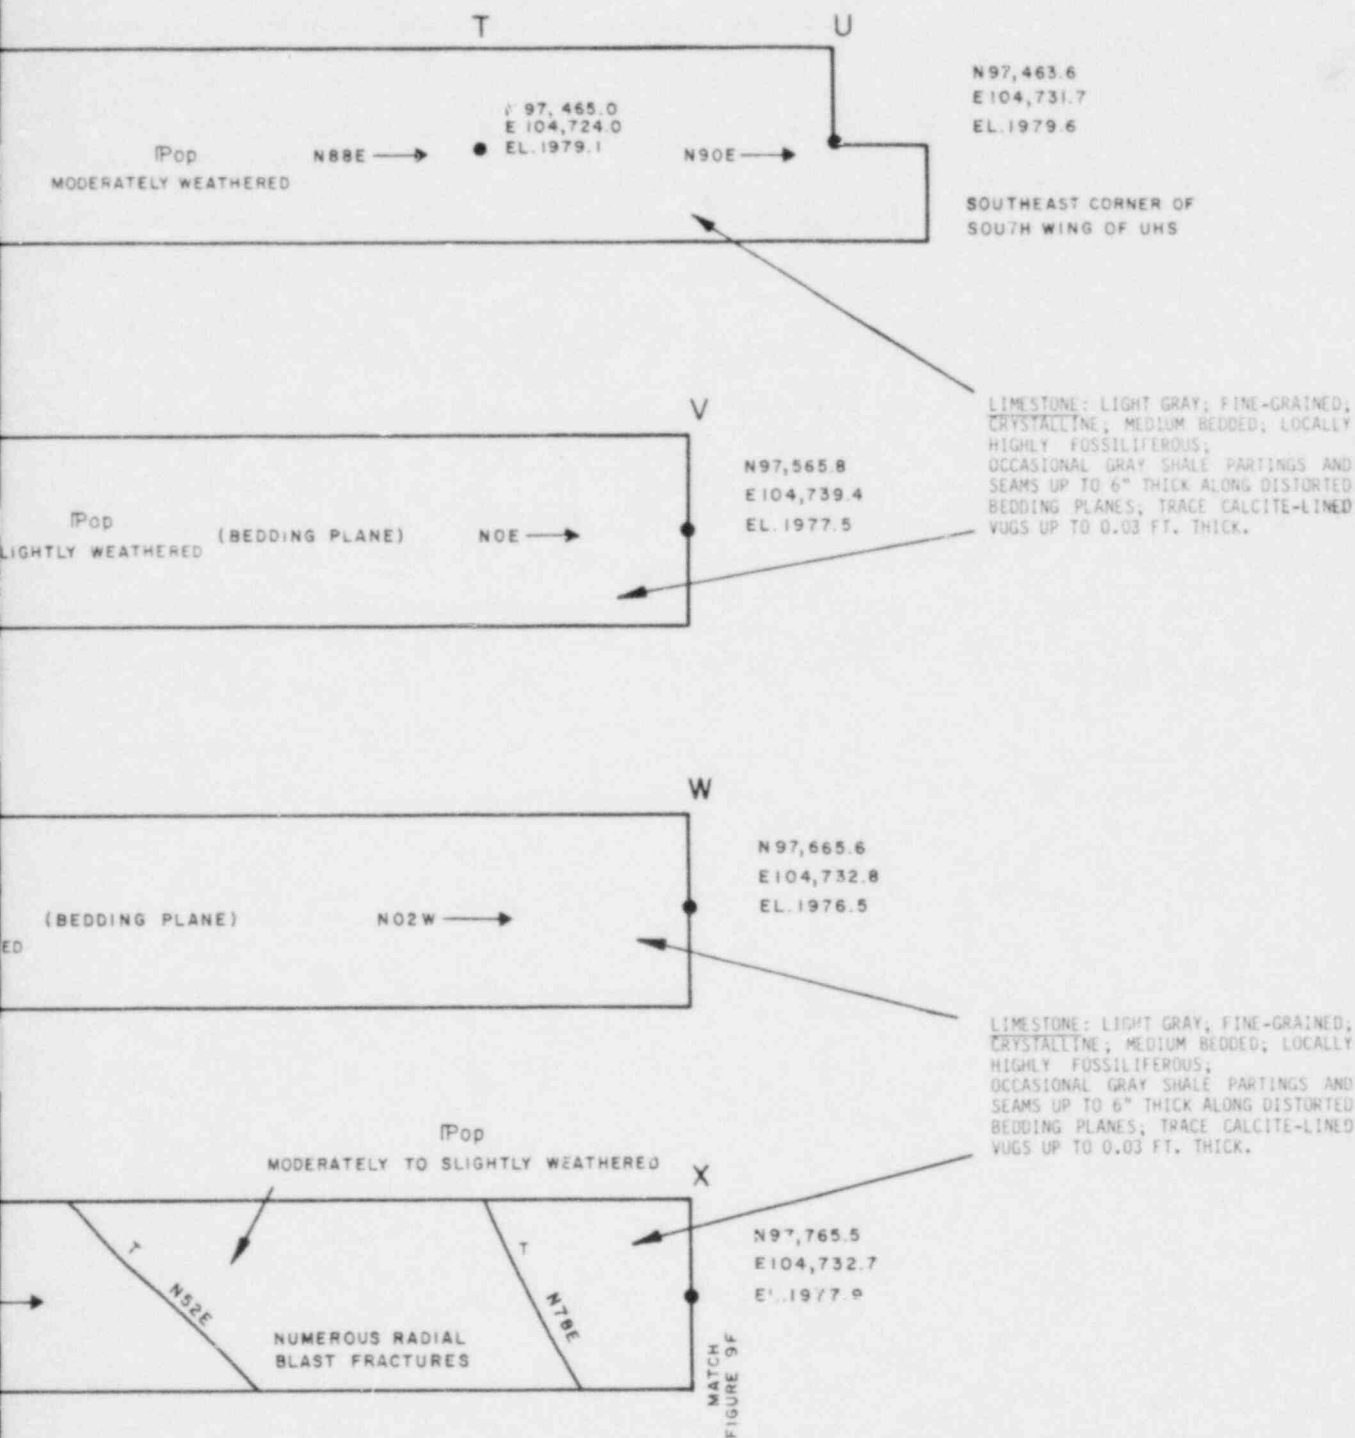 T
U
N97,463.6
E104,731.7
EL.1979.6
97,465.0
E 104,724.0
EL.1979.1
N88E
N90E
ℙop
MODERATELY WEATHERED
SOUTHEAST CORNER OF
SOUTH WING OF UHS
LIMESTONE: LIGHT GRAY; FINE-GRAINED;
CRYSTALLINE; MEDIUM BEDDED; LOCALLY
HIGHLY FOSSILIFEROUS;
OCCASIONAL GRAY SHALE PARTINGS AND
SEAMS UP TO 6" THICK ALONG DISTORTED
BEDDING PLANES; TRACE CALCITE-LINED
VUGS UP TO 0.03 FT. THICK.
V
N97,565.8
E104,739.4
EL.1977.5
ℙop
LIGHTLY WEATHERED
(BEDDING PLANE)
N0E
W
N97,665.6
E104,732.8
EL.1976.5
(BEDDING PLANE)
N02W
ED
LIMESTONE: LIGHT GRAY; FINE-GRAINED;
CRYSTALLINE; MEDIUM BEDDED; LOCALLY
HIGHLY FOSSILIFEROUS;
OCCASIONAL GRAY SHALE PARTINGS AND
SEAMS UP TO 6" THICK ALONG DISTORTED
BEDDING PLANES; TRACE CALCITE-LINED
VUGS UP TO 0.03 FT. THICK.
ℙop
MODERATELY TO SLIGHTLY WEATHERED
X
N97,765.5
E104,732.7
EL.1977.9
T
N52E
T
N78E
NUMEROUS RADIAL
BLAST FRACTURES
MATCH
FIGURE 9F